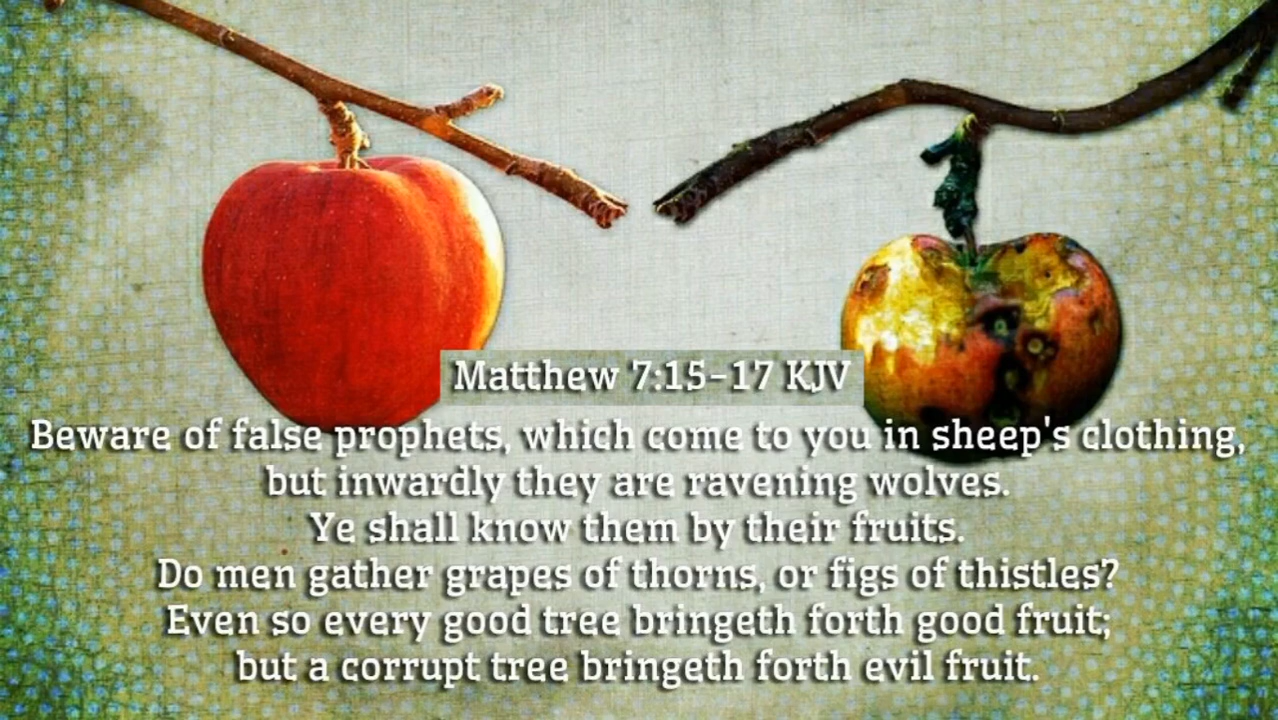 Matthew 7:15-17 KJV
Beware of false prophets, which come to you in sheep's clothing,
but inwardly they are ravening wolves.
Ye shall know them by their fruits.
Do men gather grapes of thorns, or figs of thistles?
Even so every good tree bringeth forth good fruit;
but a corrupt tree bringeth forth evil fruit.